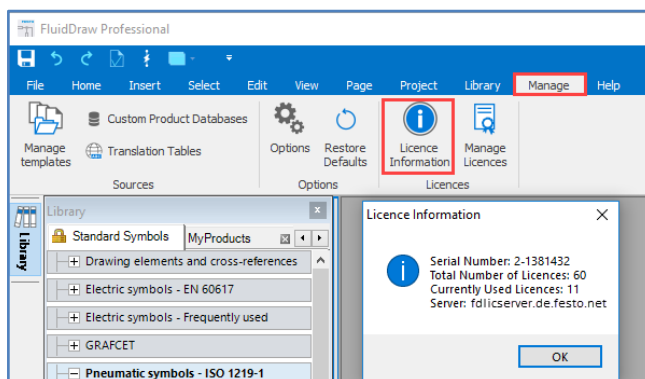 FluidDraw Professional
File Home Insert Select Edit View Page Project Library Manage Help
Manage templates
Custom Product Databases
Translation Tables
Sources
Options
Restore Defaults
Options
Licence Information
Manage Licences
Licences
Library
Library
Standard Symbols
MyProducts
Drawing elements and cross-references
Electric symbols - EN 60617
Electric symbols - Frequently used
GRAFCET
Pneumatic symbols - ISO 1219-1
Licence Information
Serial Number: 2-1381432
Total Number of Licences: 60
Currently Used Licences: 11
Server: fdlicserver.de.festo.net
OK